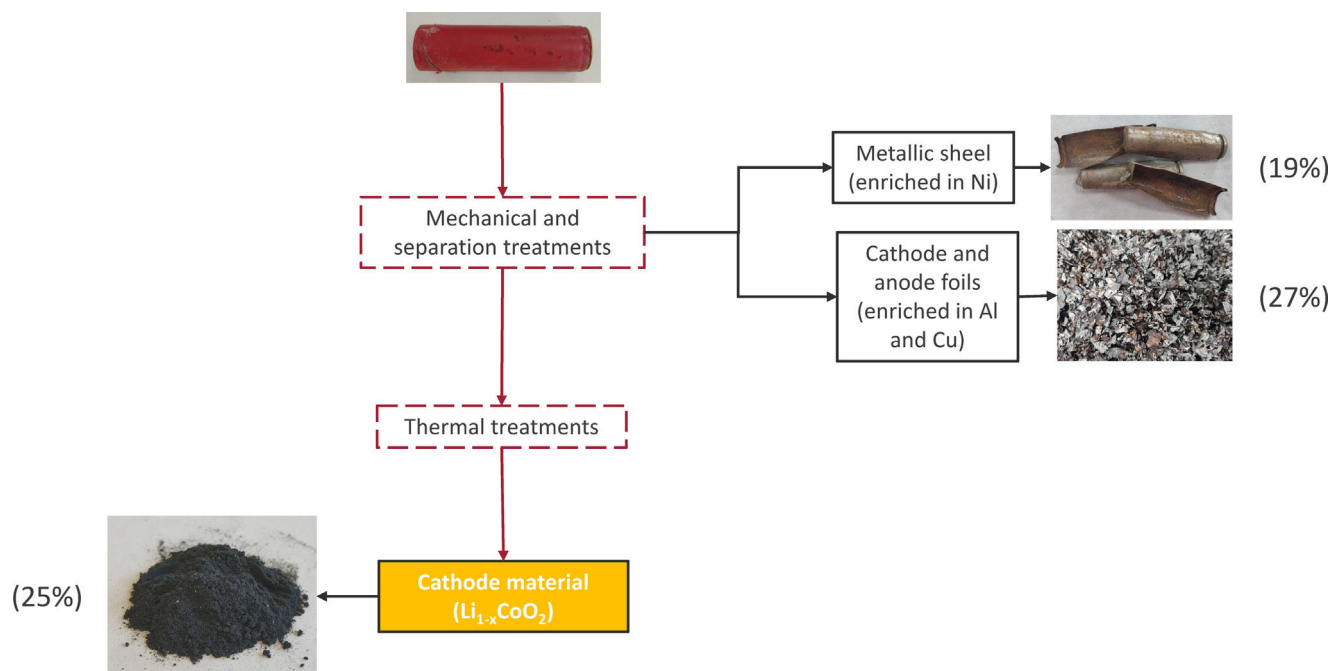 Metallic sheel
(enriched in Ni)
(19%)
Mechanical and
separation treatments
Cathode and
anode foils
(enriched in Al
and Cu)
(27%)
Thermal treatments
Cathode material
(Li₁₋ₓCoO₂)
(25%)